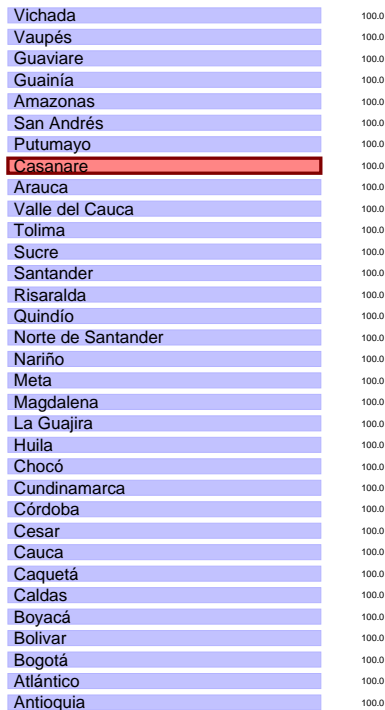 Vichada 100.0
Vaupés 100.0
Guaviare 100.0
Guainía 100.0
Amazonas 100.0
San Andrés 100.0
Putumayo 100.0
Casanare 100.0
Arauca 100.0
Valle del Cauca 100.0
Tolima 100.0
Sucre 100.0
Santander 100.0
Risaralda 100.0
Quindío 100.0
Norte de Santander 100.0
Nariño 100.0
Meta 100.0
Magdalena 100.0
La Guajira 100.0
Huila 100.0
Chocó 100.0
Cundinamarca 100.0
Córdoba 100.0
Cesar 100.0
Cauca 100.0
Caquetá 100.0
Caldas 100.0
Boyacá 100.0
Bolivar 100.0
Bogotá 100.0
Atlántico 100.0
Antioquia 100.0